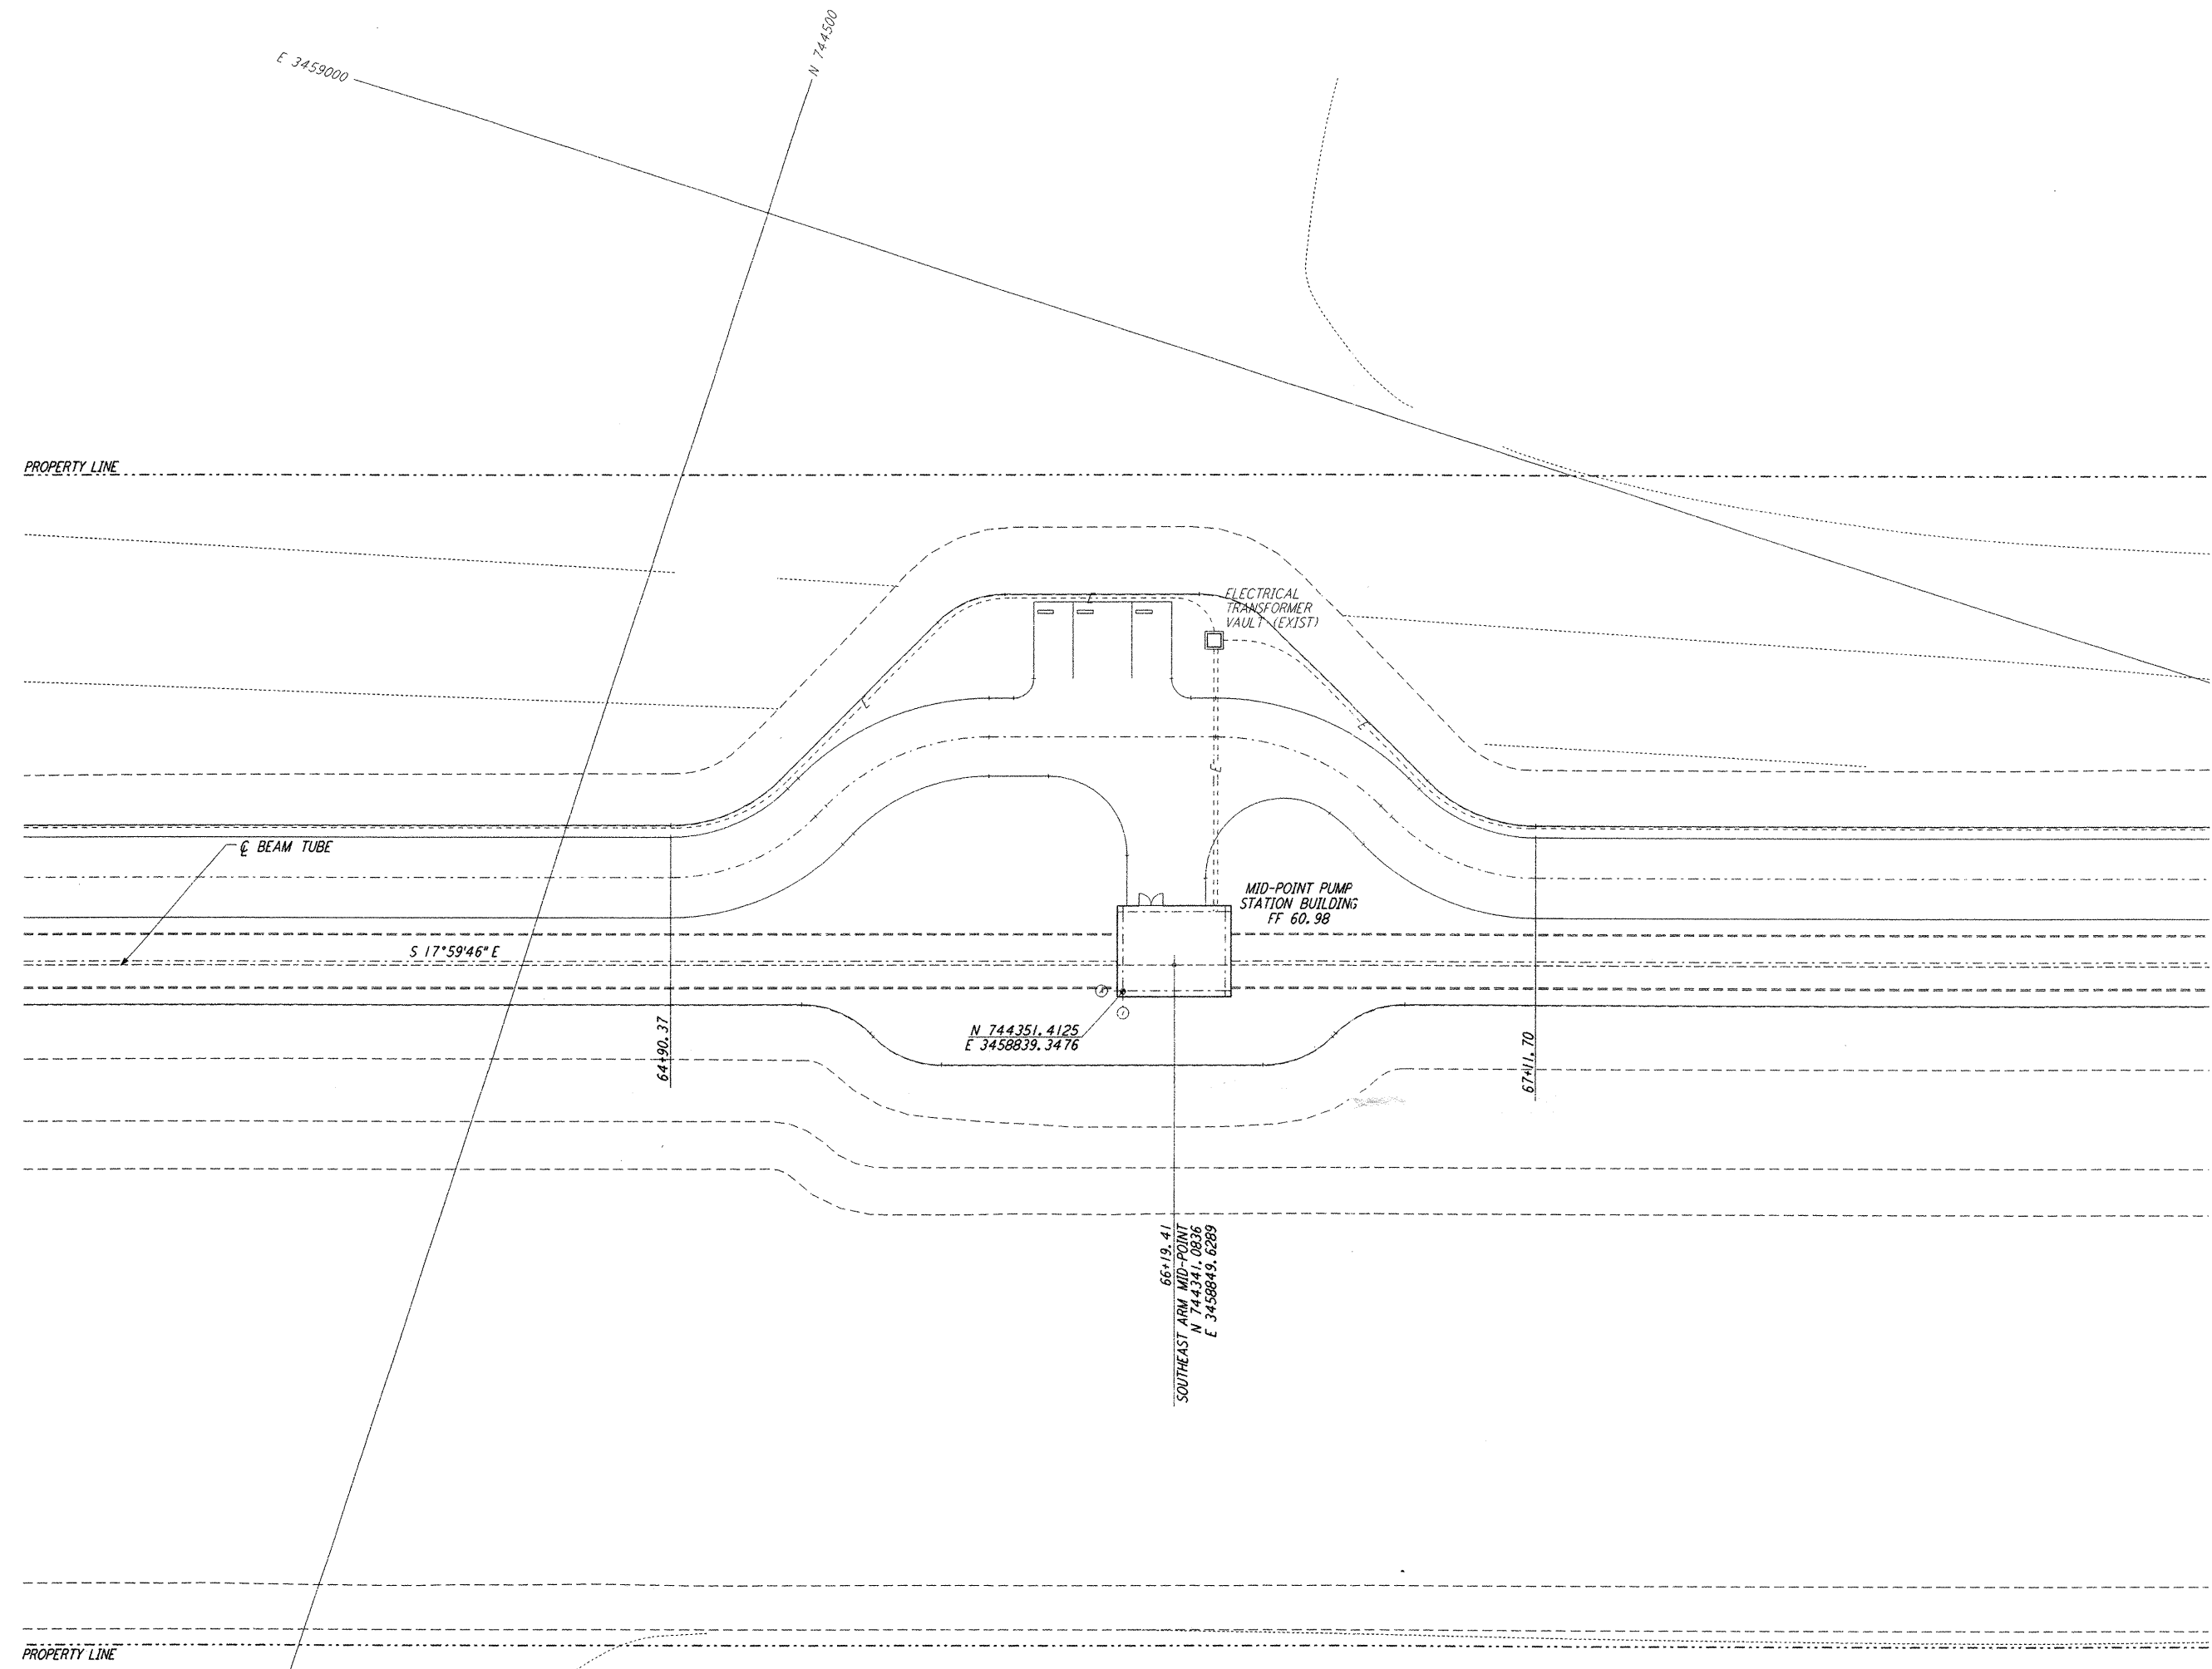 E 3459000
N 744500
PROPERTY LINE
ELECTRICAL
TRANSFORMER
VAULT (EXIST)
℄ BEAM TUBE
MID-POINT PUMP
STATION BUILDING
FF 60.98
S 17°59'46" E
N 744351.4125
E 3458839.3476
A
1
64+90.37
67+11.70
66+19.41
SOUTHEAST ARM MID-POINT
N 744341.0836
E 3458849.6289
PROPERTY LINE